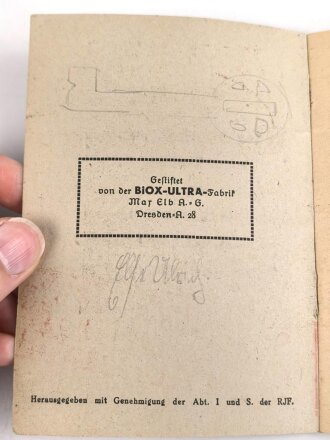 Gestiftet
von der BiOX-ULTRA-Fabrik
Max Elb A.-G.
Dresden-A. 28
Herausgegeben mit Genehmigung der Abt. I und S. der RJF.